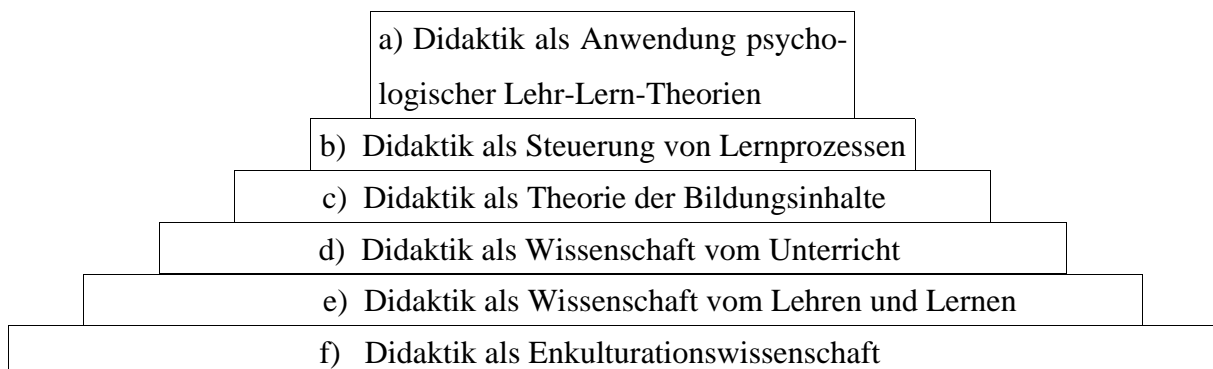 a) Didaktik als Anwendung psycho-
logischer Lehr-Lern-Theorien
b) Didaktik als Steuerung von Lernprozessen
c) Didaktik als Theorie der Bildungsinhalte
d) Didaktik als Wissenschaft vom Unterricht
e) Didaktik als Wissenschaft vom Lehren und Lernen
f) Didaktik als Enkulturationswissenschaft